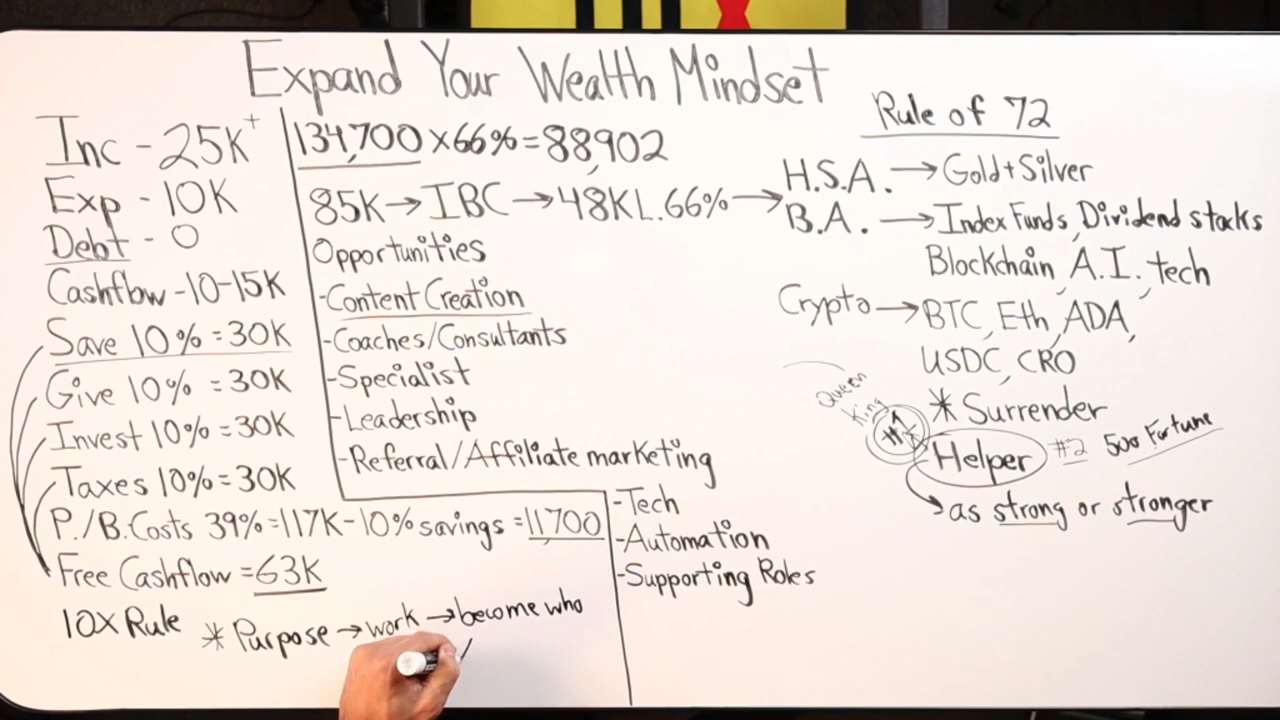 Expand Your Wealth Mindset
Inc - 25K+
Exp - 10K
Debt - 0
Cashflow - 10-15K
Save 10% = 30K
Give 10% = 30K
Invest 10% = 30K
Taxes 10% = 30K
P./B. Costs 39% = 117K - 10% savings = 11,700
Free Cashflow = 63K
10X Rule
* Purpose → work → become who
134,700 x 66% = 88,902
85K → IBC → 48K L. 66% →
Opportunities
- Content Creation
- Coaches/Consultants
- Specialist
- Leadership
- Referral/Affiliate marketing
- Tech
- Automation
- Supporting Roles
Rule of 72
H.S.A. → Gold + Silver
B.A. → Index Funds, Dividend stocks
Blockchain, A.I., tech
Crypto → BTC, Eth, ADA,
USDC, CRO
* Surrender
Queen
King
Helper #2 500 Fortune
as strong or stronger